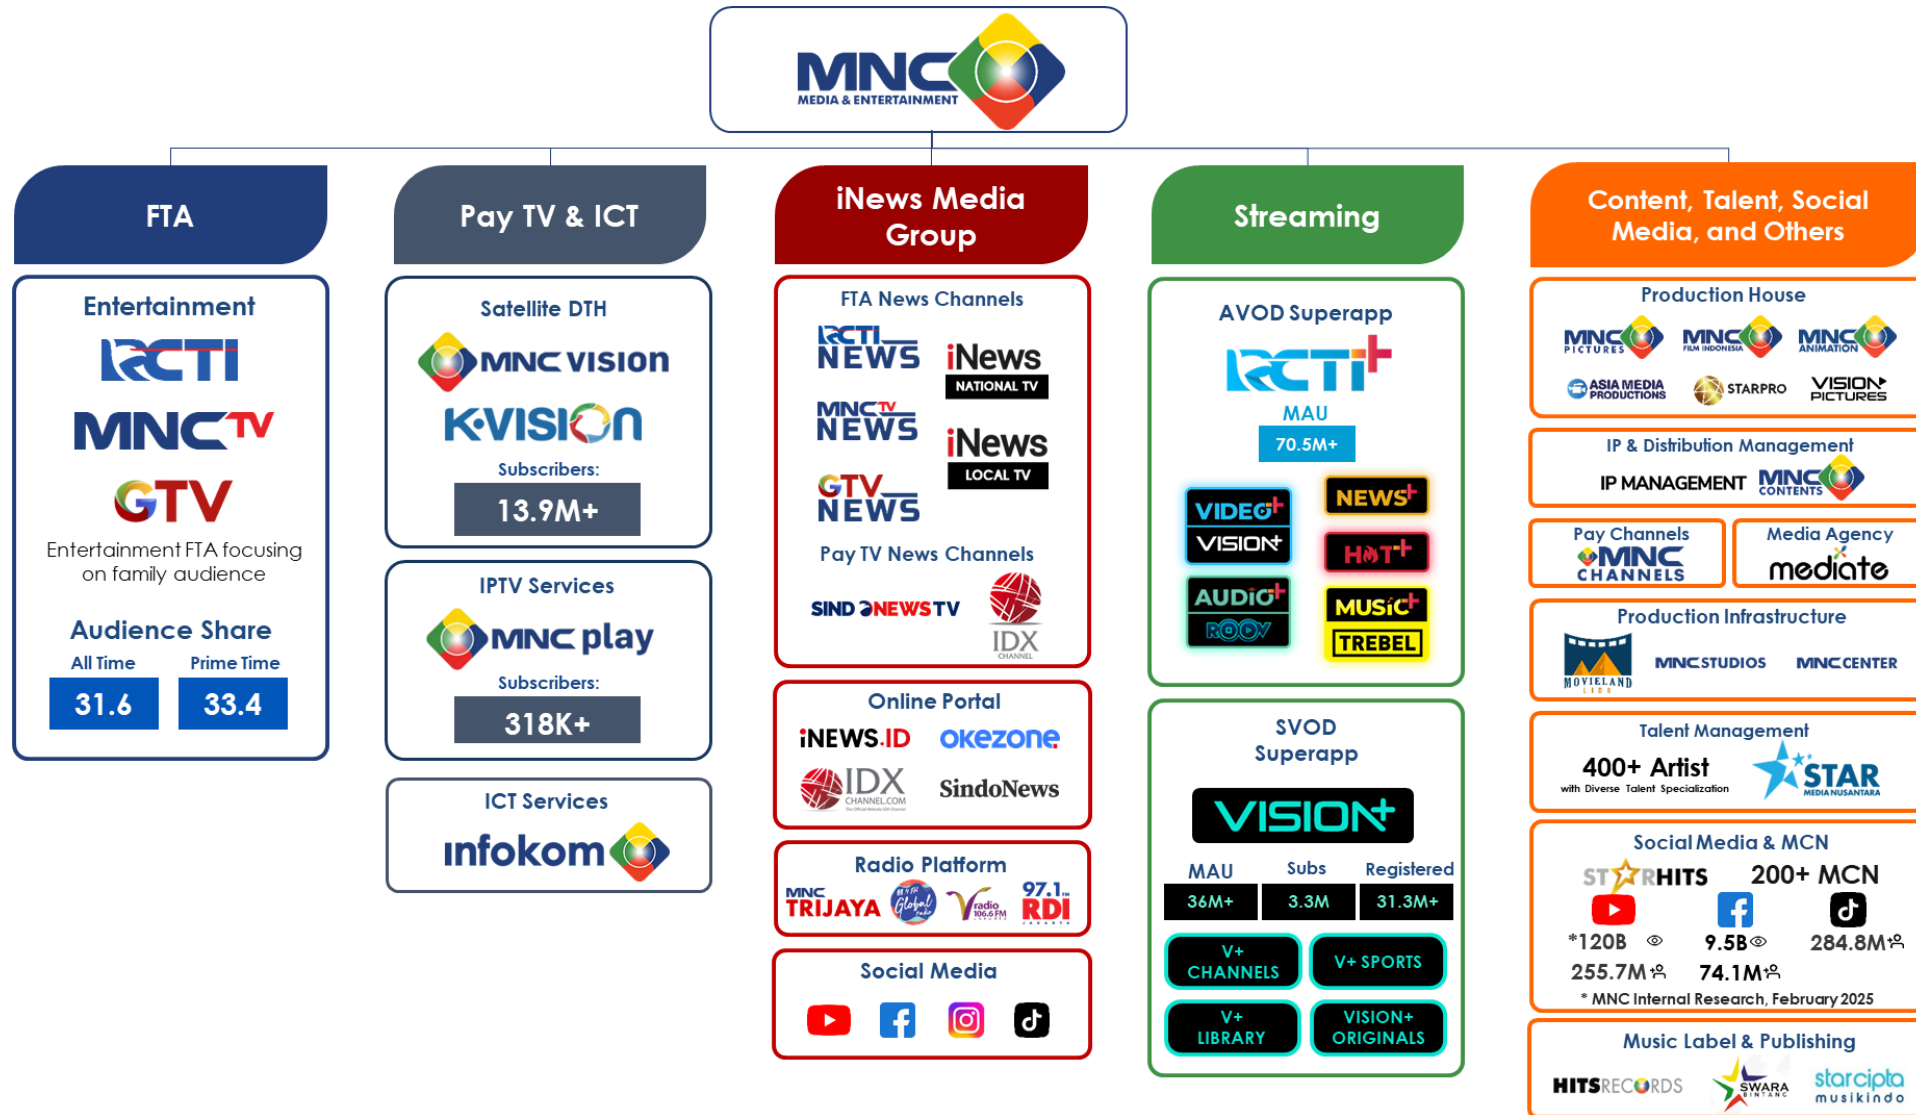 MNC
MEDIA & ENTERTAINMENT
FTA
Entertainment
RCTI
MNCTV
GTV
Entertainment FTA focusing
on family audience
Audience Share
All Time Prime Time
31.6 33.4
Pay TV & ICT
Satellite DTH
MNC VISION
K-VISION
Subscribers:
13.9M+
IPTV Services
MNC play
Subscribers:
318K+
ICT Services
infokom
iNews Media
Group
FTA News Channels
RCTI
NEWS
iNews
NATIONAL TV
MNCTV
NEWS
iNews
LOCAL TV
GTV
NEWS
Pay TV News Channels
SINDONEWS TV
IDX
CHANNEL
Online Portal
iNEWS.ID okezone
IDX
CHANNEL.COM
SindoNews
Radio Platform
MNC
TRIJAYA
Global
radio
V radio
106.6 FM
97.1 FM
RDI
JAKARTA
Social Media
Streaming
AVOD Superapp
RCTI+
MAU
70.5M+
VIDEO+
VISION+
NEWS+
HOT+
AUDIO+
ROOV
MUSIC+
TREBEL
SVOD
Superapp
VISION+
MAU Subs Registered
36M+ 3.3M 31.3M+
V+
CHANNELS
V+ SPORTS
V+
LIBRARY
VISION+
ORIGINALS
Content, Talent, Social
Media, and Others
Production House
MNC
PICTURES
MNC
FILM INDONESIA
MNC
ANIMATION
ASIA MEDIA
PRODUCTIONS
STARPRO
VISION+
PICTURES
IP & Distribution Management
IP MANAGEMENT
MNC
CONTENTS
Pay Channels
MNC
CHANNELS
Media Agency
mediate
Production Infrastructure
MOVIELAND
LIDO
MNC STUDIOS
MNC CENTER
Talent Management
400+ Artist
with Diverse Talent Specialization
STAR
MEDIA NUSANTARA
Social Media & MCN
STARHITS 200+ MCN
*120B 9.5B 284.8M
255.7M 74.1M
* MNC Internal Research, February 2025
Music Label & Publishing
HITSRECORDS
SWARA
BINTANG
starcipta
musikindo